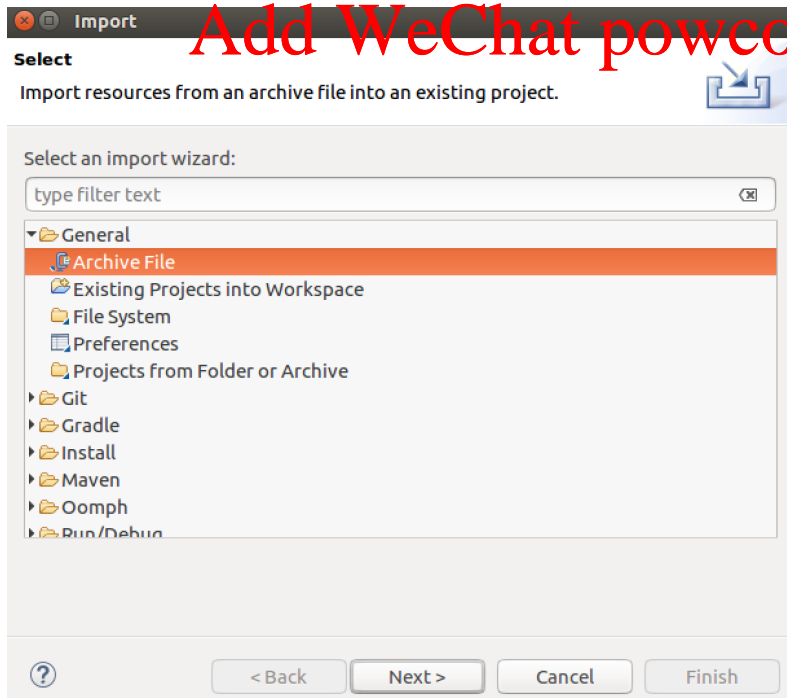 Import
Add WeChat powco
Select
Import resources from an archive file into an existing project.
Select an import wizard:
type filter text
General
Archive File
Existing Projects into Workspace
File System
Preferences
Projects from Folder or Archive
Git
Gradle
Install
Maven
Oomph
Run/Debug
< Back
Next >
Cancel
Finish